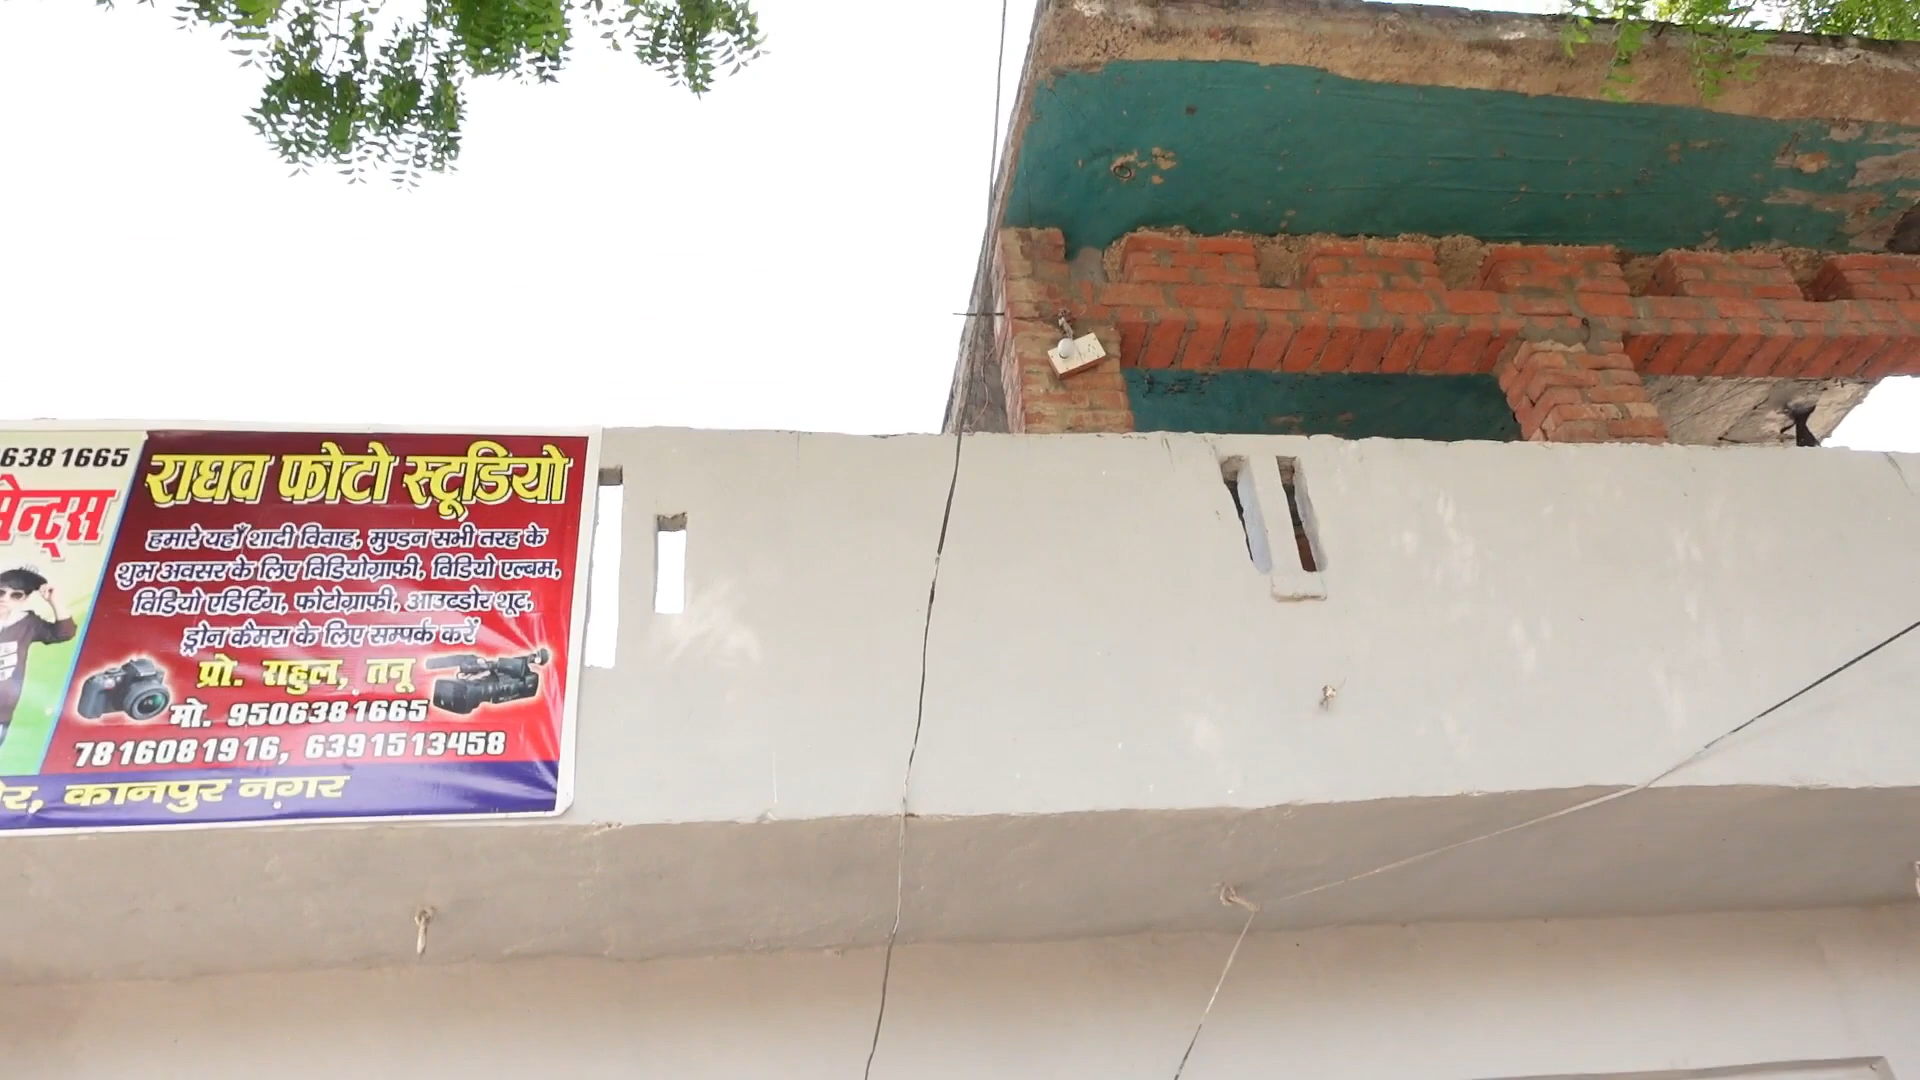 6381665
राघव फोटो स्टूडियो
सेन्ट्स
हमारे यहाँ शादी विवाह, मुण्डन सभी तरह के
शुभ अवसर के लिए विडियोग्राफी, विडियो एल्बम,
विडियो एडिटिंग, फोटोग्राफी, आउटडोर शूट,
ड्रोन कैमरा के लिए सम्पर्क करें
प्रो. राहुल, तनू
मो. 9506381665
7816081916, 6391513458
कानपुर नगर